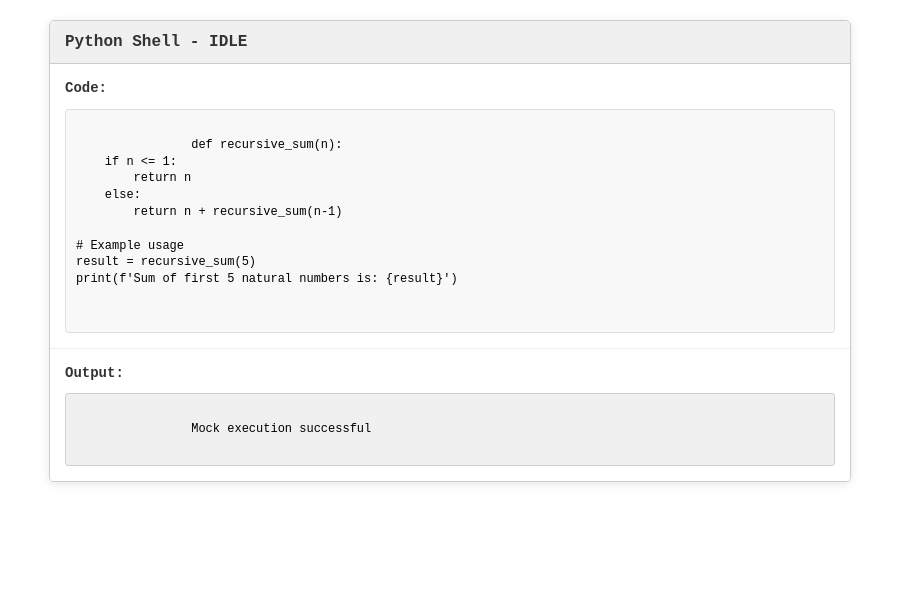 Python Shell - IDLE
Code:
def recursive_sum(n):
    if n <= 1:
        return n
    else:
        return n + recursive_sum(n-1)
# Example usage
result = recursive_sum(5)
print(f'Sum of first 5 natural numbers is: {result}')
Output:
Mock execution successful